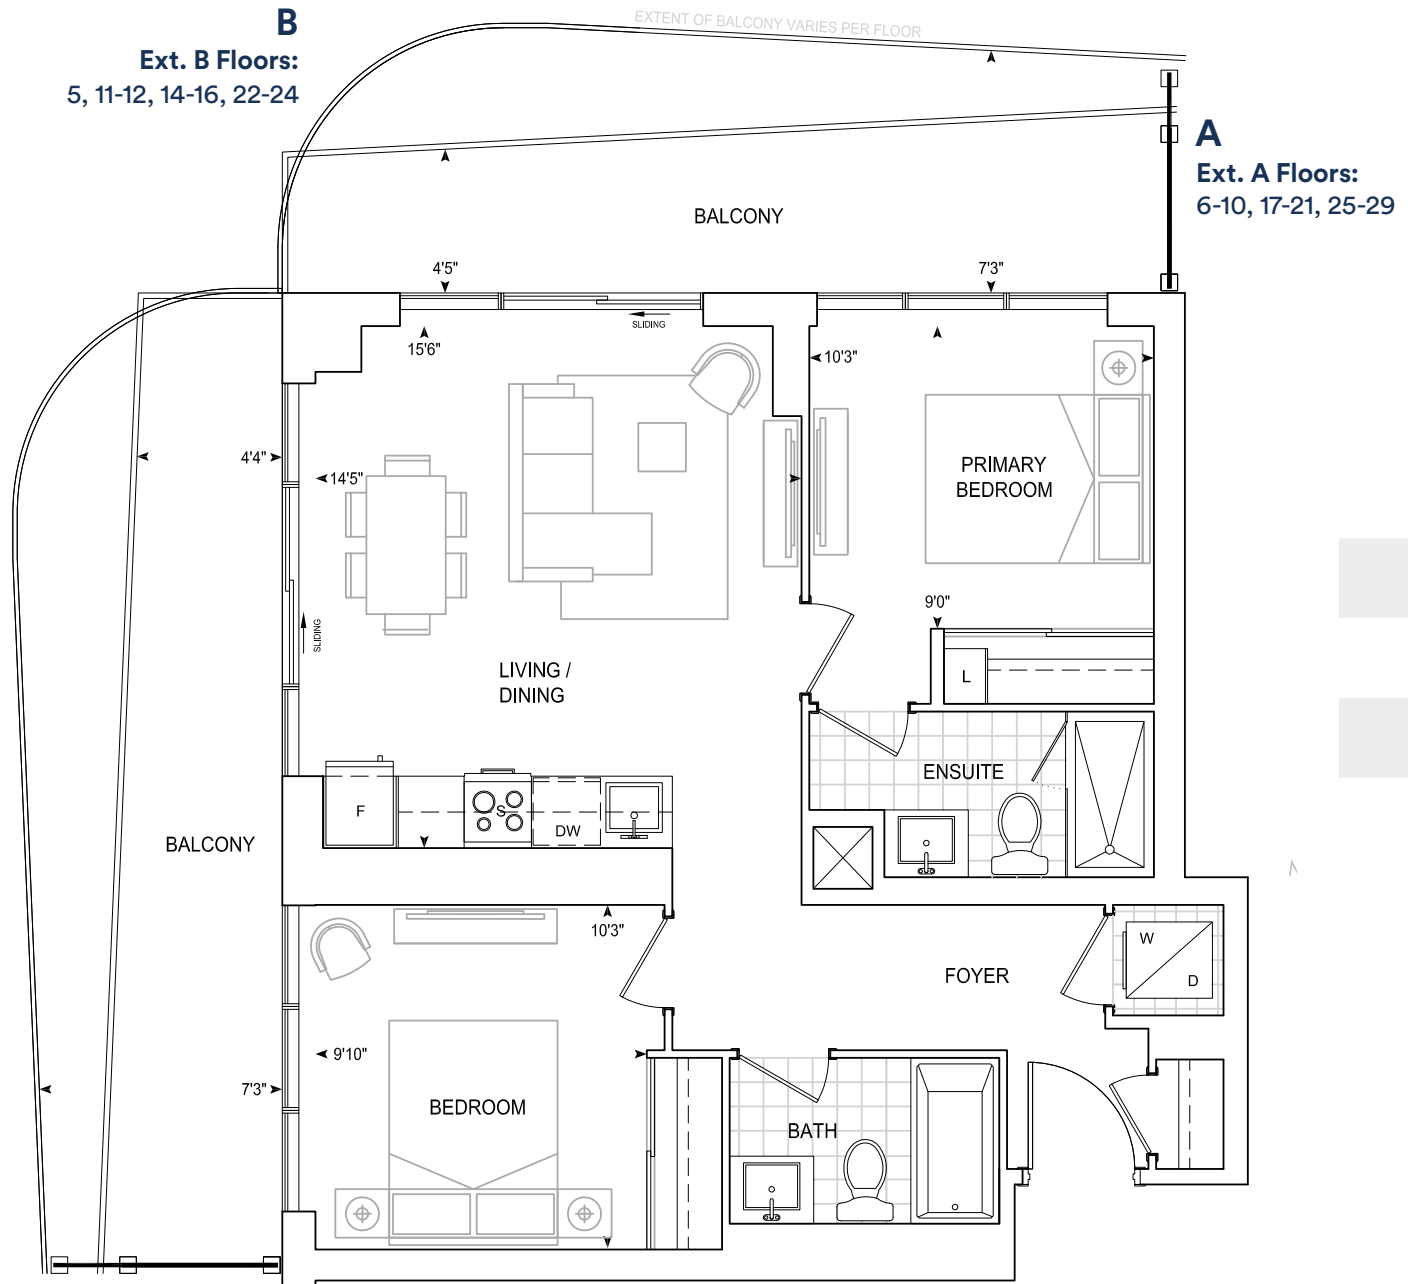 EXTENT OF BALCONY VARIES PER FLOOR
B
Ext. B Floors:
5, 11-12, 14-16, 22-24
A
Ext. A Floors:
6-10, 17-21, 25-29
BALCONY
4'5"
7'3"
SLIDING
15'6"
10'3"
4'4"
14'5"
PRIMARY
BEDROOM
9'0"
SLIDING
LIVING /
DINING
L
ENSUITE
F
S
DW
BALCONY
10'3"
W
D
FOYER
9'10"
7'3"
BEDROOM
BATH